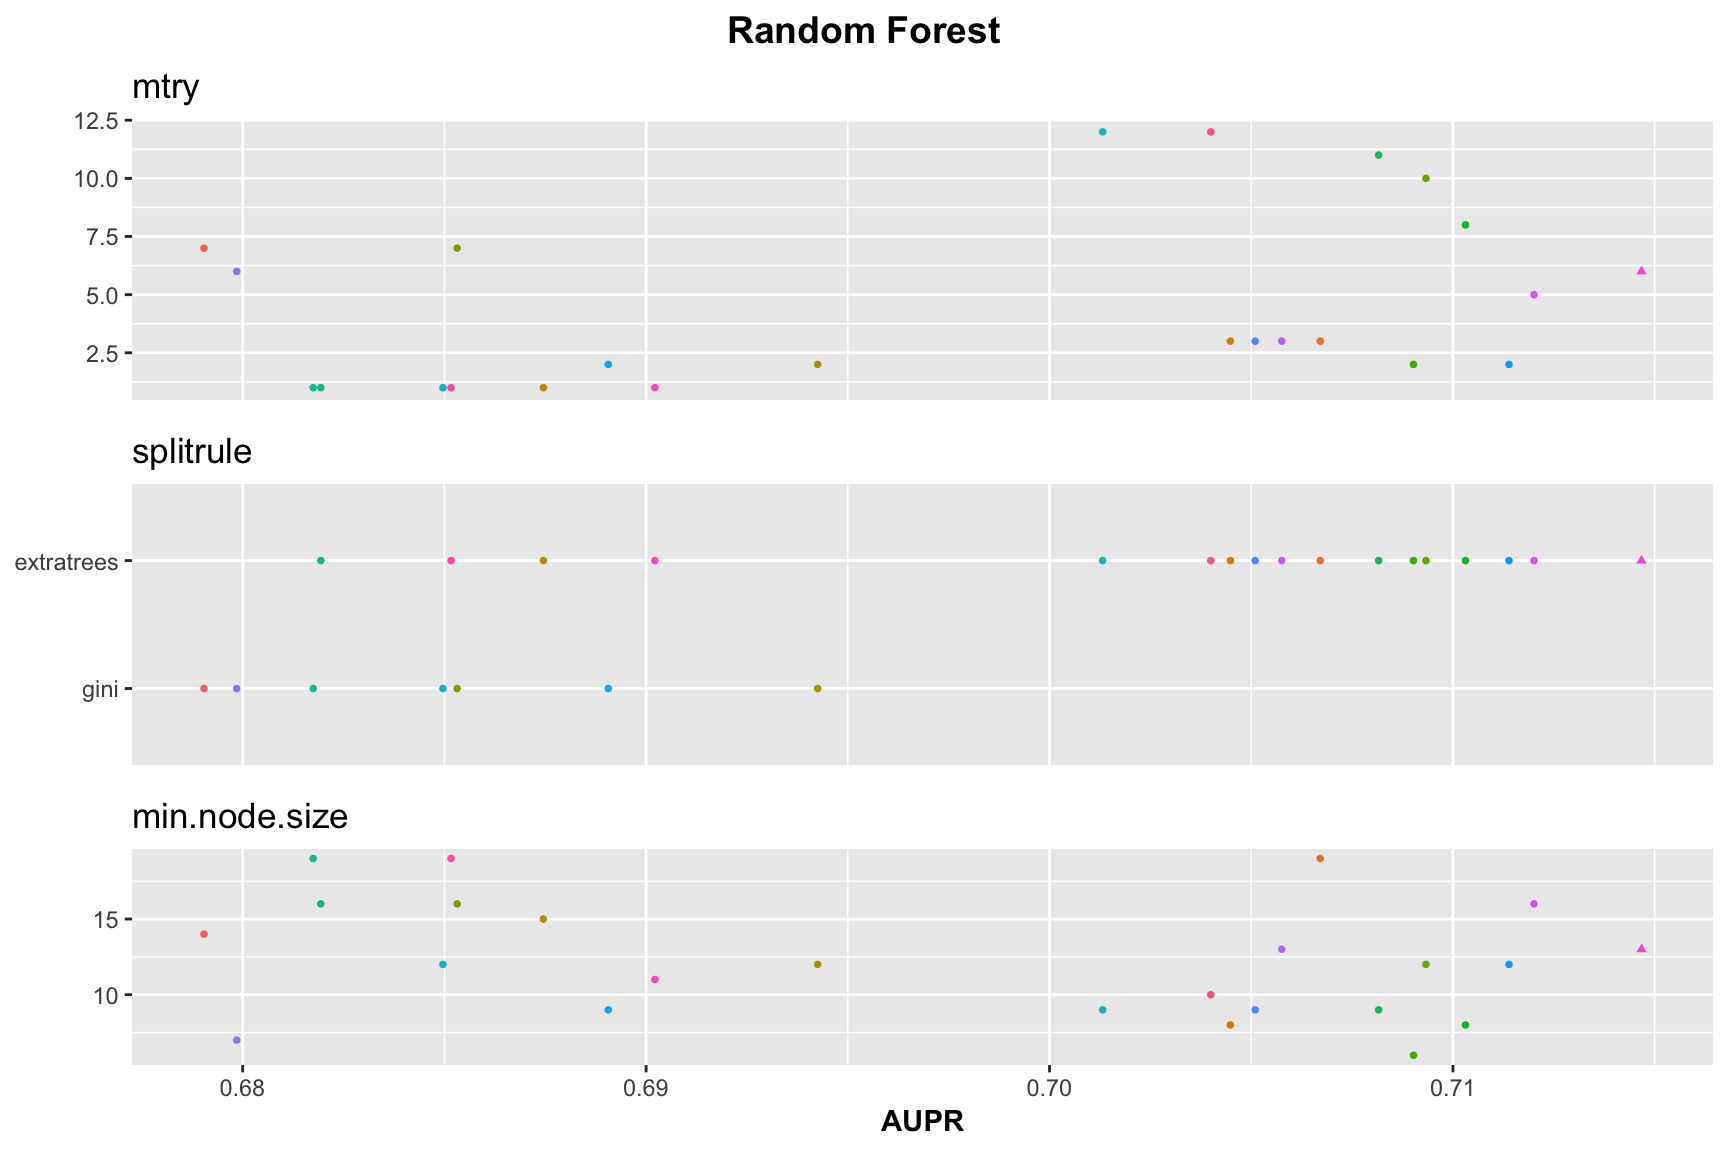 Random Forest
mtry
12.5
10.0
7.5
5.0
2.5
splitrule
extratrees
gini
min.node.size
15
10
0.68 0.69 0.70 0.71
AUPR